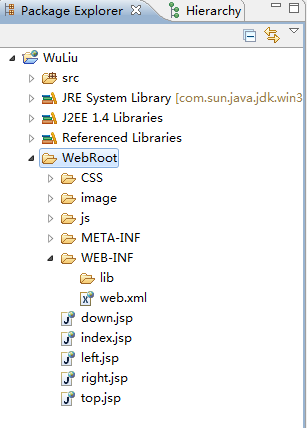 Package Explorer Hierarchy
WuLiu
src
JRE System Library [com.sun.java.jdk.win3
J2EE 1.4 Libraries
Referenced Libraries
WebRoot
CSS
image
js
META-INF
WEB-INF
lib
web.xml
down.jsp
index.jsp
left.jsp
right.jsp
top.jsp